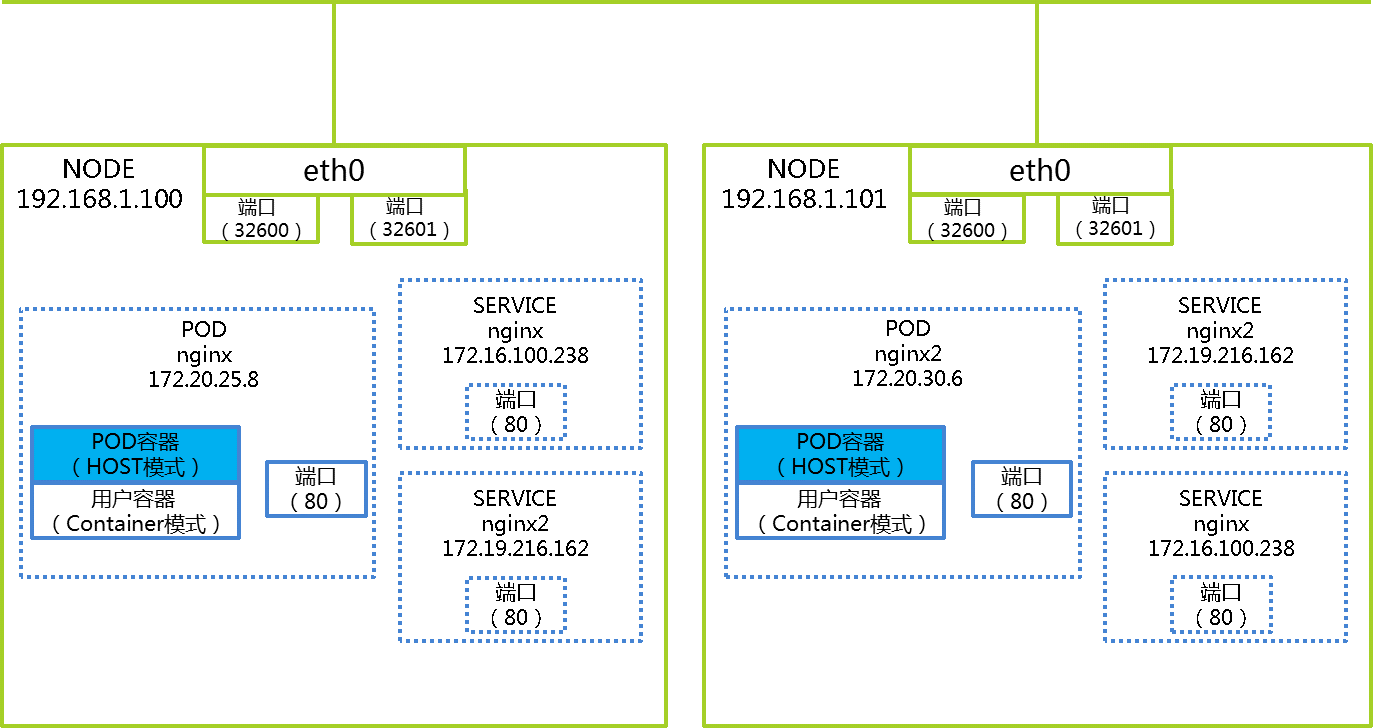 NODE
192.168.1.100
eth0
端口
（32600）
端口
（32601）
POD
nginx
172.20.25.8
POD容器
（HOST模式）
用户容器
（Container模式）
端口
（80）
SERVICE
nginx
172.16.100.238
端口
（80）
SERVICE
nginx2
172.19.216.162
端口
（80）
NODE
192.168.1.101
eth0
端口
（32600）
端口
（32601）
POD
nginx2
172.20.30.6
POD容器
（HOST模式）
用户容器
（Container模式）
端口
（80）
SERVICE
nginx2
172.19.216.162
端口
（80）
SERVICE
nginx
172.16.100.238
端口
（80）